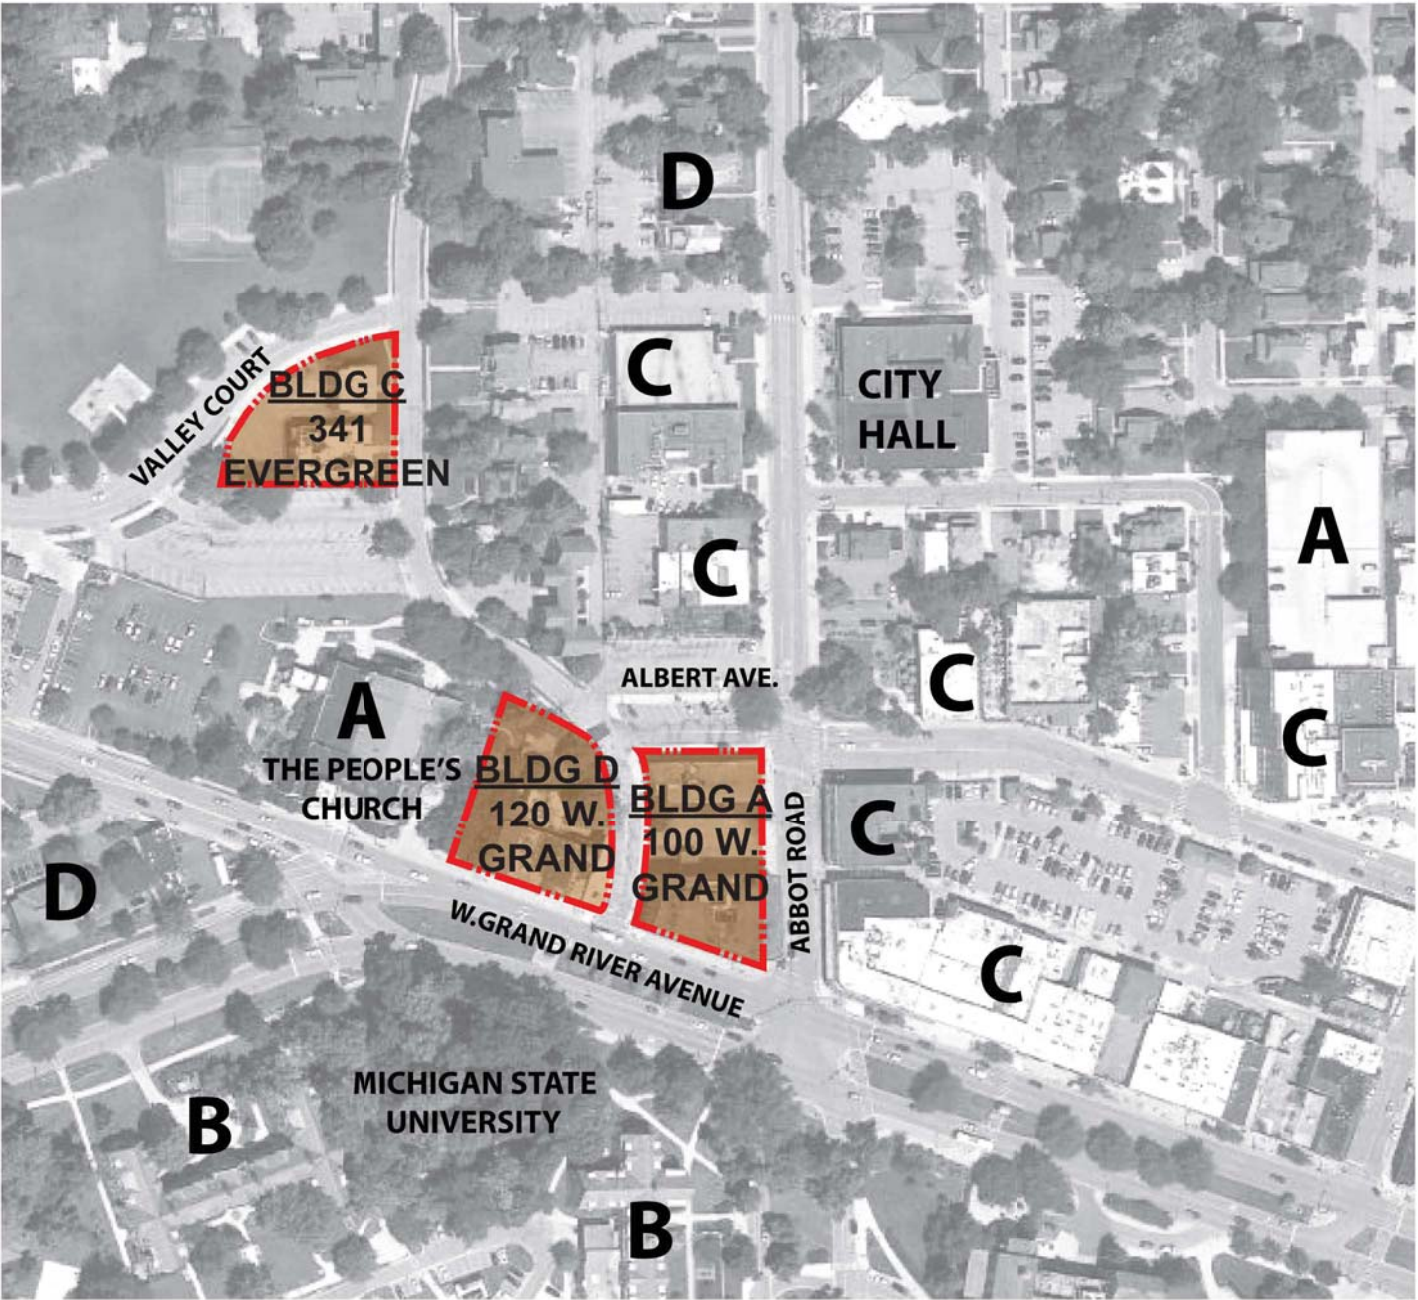 D
C
CITY
HALL
VALLEY COURT
BLDG C
341
EVERGREEN
A
C
ALBERT AVE.
C
A
THE PEOPLE'S
CHURCH
C
BLDG D
120 W.
GRAND
BLDG A
100 W.
GRAND
ABBOT ROAD
C
D
W.GRAND RIVER AVENUE
C
MICHIGAN STATE
UNIVERSITY
B
B